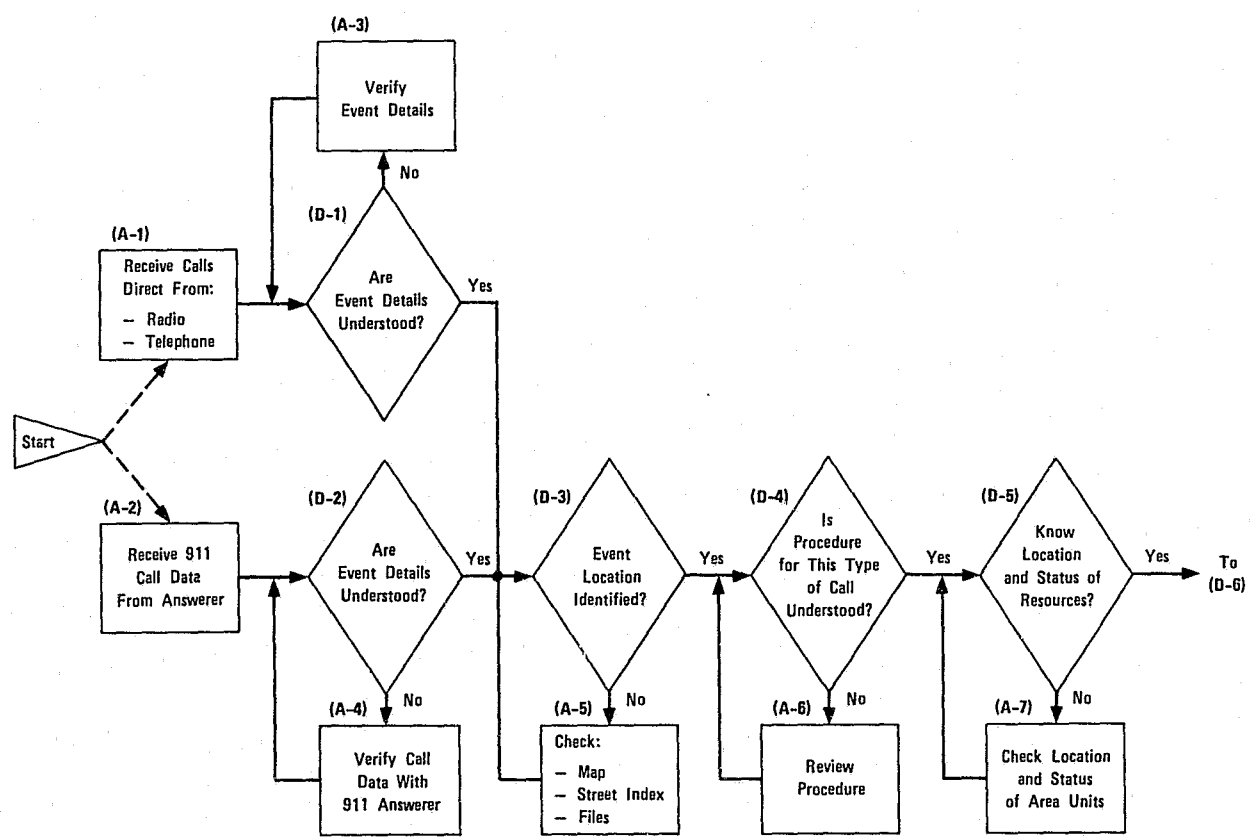 (A-3)
Verify
Event Details
No
(D-1)
Are
Event Details
Understood?
Yes
(A-1)
Receive Calls
Direct From:
– Radio
– Telephone
Start
(A-2)
Receive 911
Call Data
From Answerer
(D-2)
Are
Event Details
Understood?
Yes
No
(A-4)
Verify Call
Data With
911 Answerer
(D-3)
Event
Location
Identified?
Yes
No
(A-5)
Check:
– Map
– Street Index
– Files
(D-4)
Is
Procedure
for This Type
of Call
Understood?
Yes
No
(A-6)
Review
Procedure
(D-5)
Know
Location
and Status of
Resources?
Yes
No
(A-7)
Check Location
and Status
of Area Units
To
(D-6)